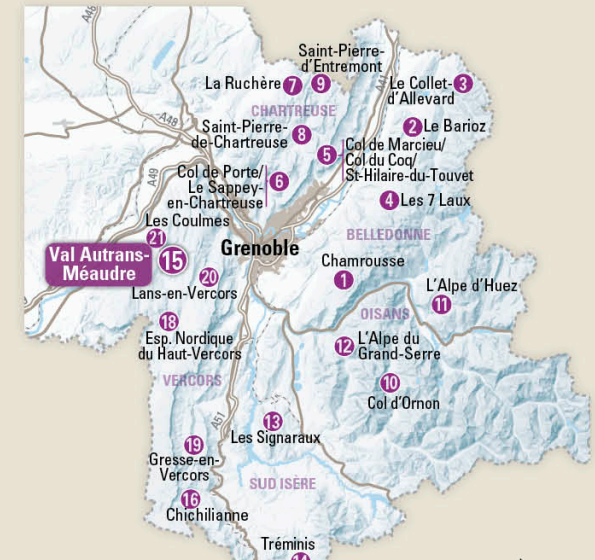 A48
Saint-Pierre-
d'Entremont
A41
La Ruchère 7
9
Le Collet-
d'Allevard
3
CHARTREUSE
A48
Saint-Pierre-
de-Chartreuse
8
2 Le Barioz
5
Col de Marcieu/
Col du Coq/
St-Hilaire-du-Touvet
A49
Col de Porte/
Le Sappey-
en-Chartreuse
6
4 Les 7 Laux
Les Coulmes
21
BELLEDONNE
Grenoble
Val Autrans-
Méaudre
15
Chamrousse
1
20
Lans-en-Vercors
L'Alpe d'Huez
11
OISANS
18
Esp. Nordique
du Haut-Vercors
12
L'Alpe du
Grand-Serre
VERCORS
10
Col d'Ornon
A51
13
Les Signaraux
19
Gresse-en-
Vercors
SUD ISÈRE
16
Chichilianne
Tréminis
14